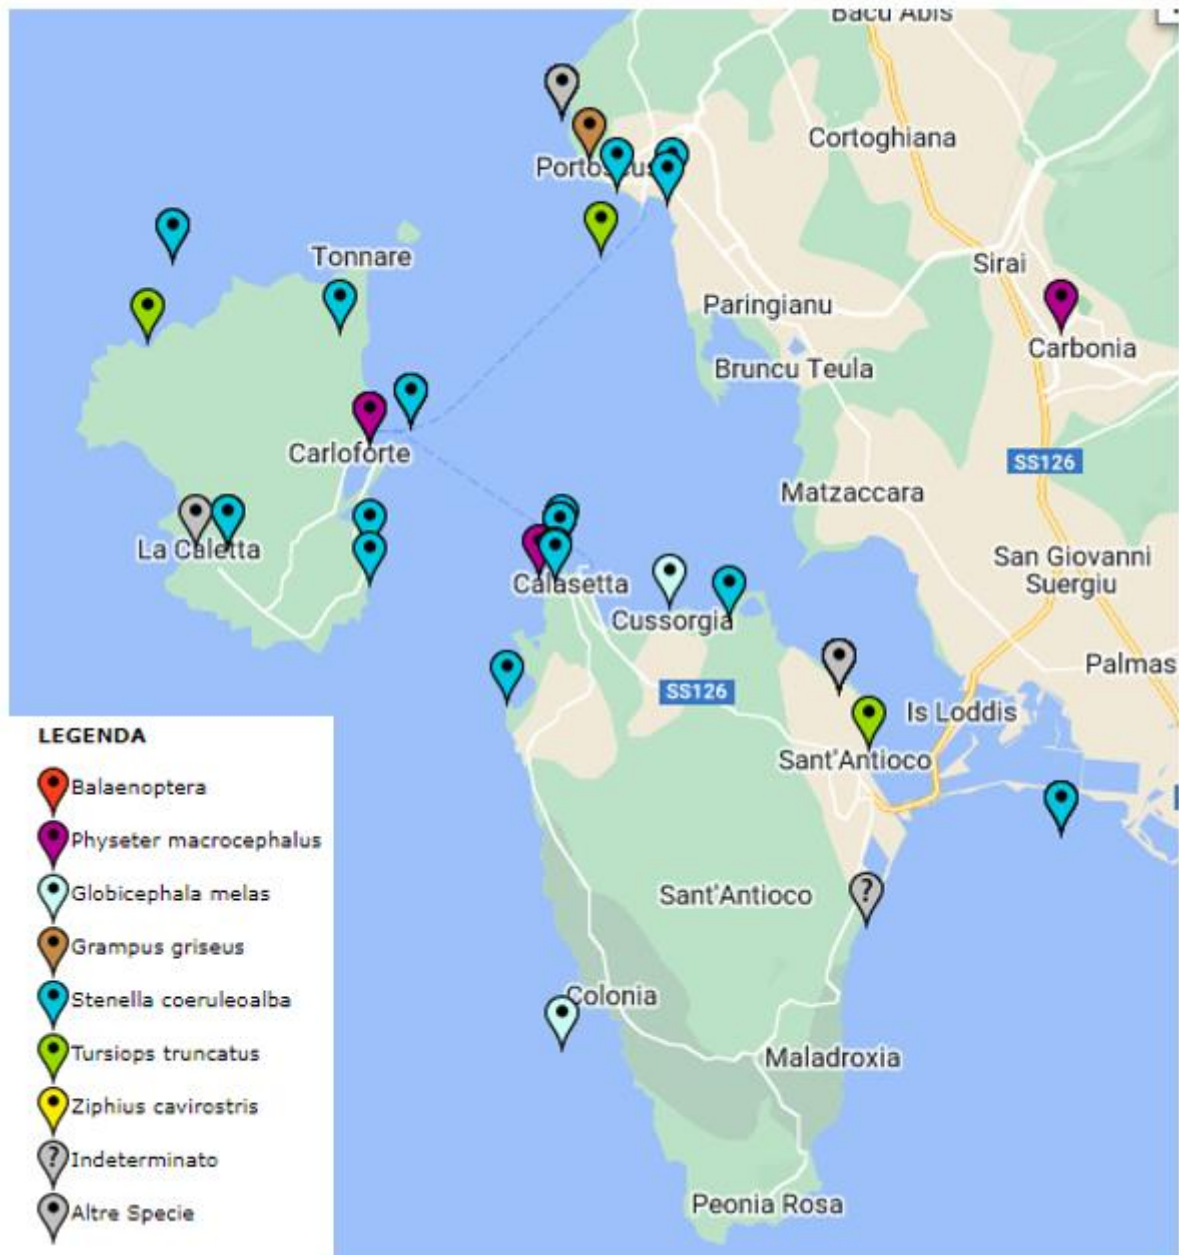 Bacu Abis
Cortoghiana
Tonnare
Sirai
Paringianu
Carbonia
Bruncu Teula
Carloforte
SS126
Matzaccara
La Caletta
San Giovanni
Suergiu
Calasetta
Cussorgia
Palmas
SS126
Is Loddis
Sant'Antioco
Sant'Antioco
Colonia
Maladroxia
Peonia Rosa
LEGENDA
Balaenoptera
Physeter macrocephalus
Globicephala melas
Grampus griseus
Stenella coeruleoalba
Tursiops truncatus
Ziphius cavirostris
? Indeterminato
Altre Specie
?